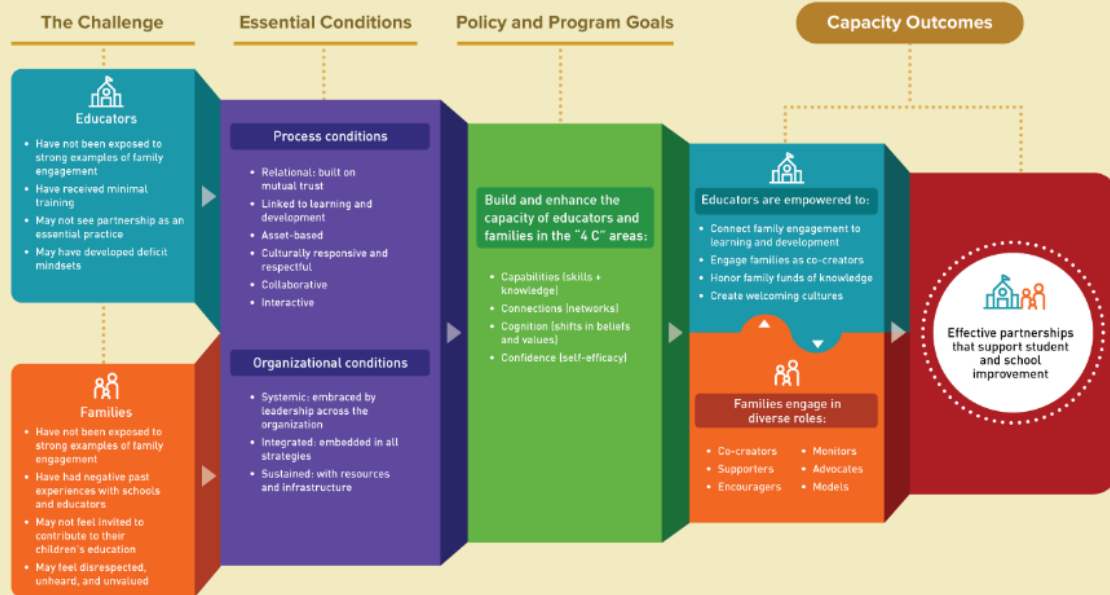 The Challenge
Essential Conditions
Policy and Program Goals
Capacity Outcomes
Educators
• Have not been exposed to
strong examples of family
engagement
• Have received minimal
training
• May not see partnership as an
essential practice
• May have developed deficit
mindsets
Families
• Have not been exposed to
strong examples of family
engagement
• Have had negative past
experiences with schools
and educators
• May not feel invited to
contribute to their
children's education
• May feel disrespected,
unheard, and unvalued
Process conditions
• Relational: built on
mutual trust
• Linked to learning and
development
• Asset-based
• Culturally responsive and
respectful
• Collaborative
• Interactive
Organizational conditions
• Systemic: embraced by
leadership across the
organization
• Integrated: embedded in all
strategies
• Sustained: with resources
and infrastructure
Build and enhance the
capacity of educators and
families in the "4 C" areas:
• Capabilities (skills +
knowledge)
• Connections (networks)
• Cognition (shifts in beliefs
and values)
• Confidence (self-efficacy)
Educators are empowered to:
• Connect family engagement to
learning and development
• Engage families as co-creators
• Honor family funds of knowledge
• Create welcoming cultures
Families engage in
diverse roles:
• Co-creators
• Supporters
• Encouragers
• Monitors
• Advocates
• Models
Effective partnerships
that support student
and school
improvement